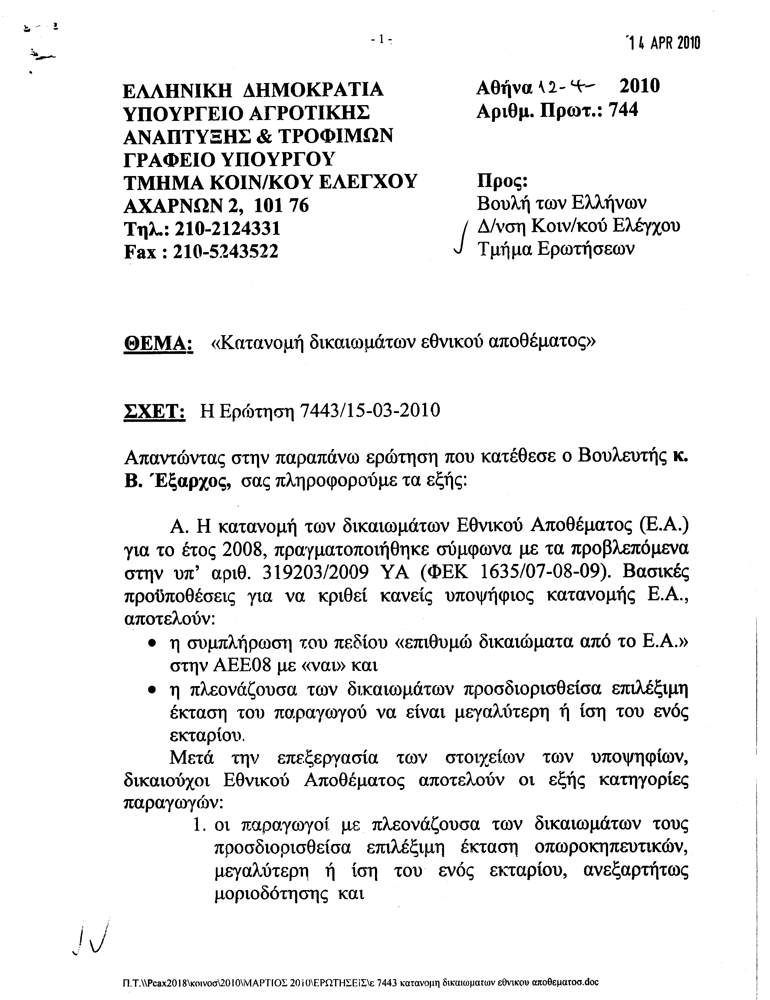 - 1 -
14 APR 2010
ΕΛΛΗΝΙΚΗ ΔΗΜΟΚΡΑΤΙΑ
ΥΠΟΥΡΓΕΙΟ ΑΓΡΟΤΙΚΗΣ
ΑΝΑΠΤΥΞΗΣ & ΤΡΟΦΙΜΩΝ
ΓΡΑΦΕΙΟ ΥΠΟΥΡΓΟΥ
ΤΜΗΜΑ ΚΟΙΝ/ΚΟΥ ΕΛΕΓΧΟΥ
ΑΧΑΡΝΩΝ 2, 101 76
Τηλ.: 210-2124331
Fax : 210-5243522
Αθήνα 12-4- 2010
Αριθμ. Πρωτ.: 744
Προς:
Βουλή των Ελλήνων
Δ/νση Κοιν/κού Ελέγχου
Τμήμα Ερωτήσεων
ΘΕΜΑ: «Κατανομή δικαιωμάτων εθνικού αποθέματος»
ΣΧΕΤ: Η Ερώτηση 7443/15-03-2010
Απαντώντας στην παραπάνω ερώτηση που κατέθεσε ο Βουλευτής κ.
Β. Έξαρχος, σας πληροφορούμε τα εξής:
Α. Η κατανομή των δικαιωμάτων Εθνικού Αποθέματος (Ε.Α.)
για το έτος 2008, πραγματοποιήθηκε σύμφωνα με τα προβλεπόμενα
στην υπ’ αριθ. 319203/2009 ΥΑ (ΦΕΚ 1635/07-08-09). Βασικές
προϋποθέσεις για να κριθεί κανείς υποψήφιος κατανομής Ε.Α.,
αποτελούν:
• η συμπλήρωση του πεδίου «επιθυμώ δικαιώματα από το Ε.Α.»
στην ΑΕΕ08 με «ναι» και
• η πλεονάζουσα των δικαιωμάτων προσδιορισθείσα επιλέξιμη
έκταση του παραγωγού να είναι μεγαλύτερη ή ίση του ενός
εκταρίου.
Μετά την επεξεργασία των στοιχείων των υποψηφίων,
δικαιούχοι Εθνικού Αποθέματος αποτελούν οι εξής κατηγορίες
παραγωγών:
1. οι παραγωγοί με πλεονάζουσα των δικαιωμάτων τους
προσδιορισθείσα επιλέξιμη έκταση οπωροκηπευτικών,
μεγαλύτερη ή ίση του ενός εκταρίου, ανεξαρτήτως
μοριοδότησης και
Π.Τ.\\Pcax2018\κοινοσ\2010\ΜΑΡΤΙΟΣ 2010\ΕΡΩΤΗΣΕΙΣ\ε 7443 κατανομη δικαιωματων εθνικου αποθεματοσ.doc